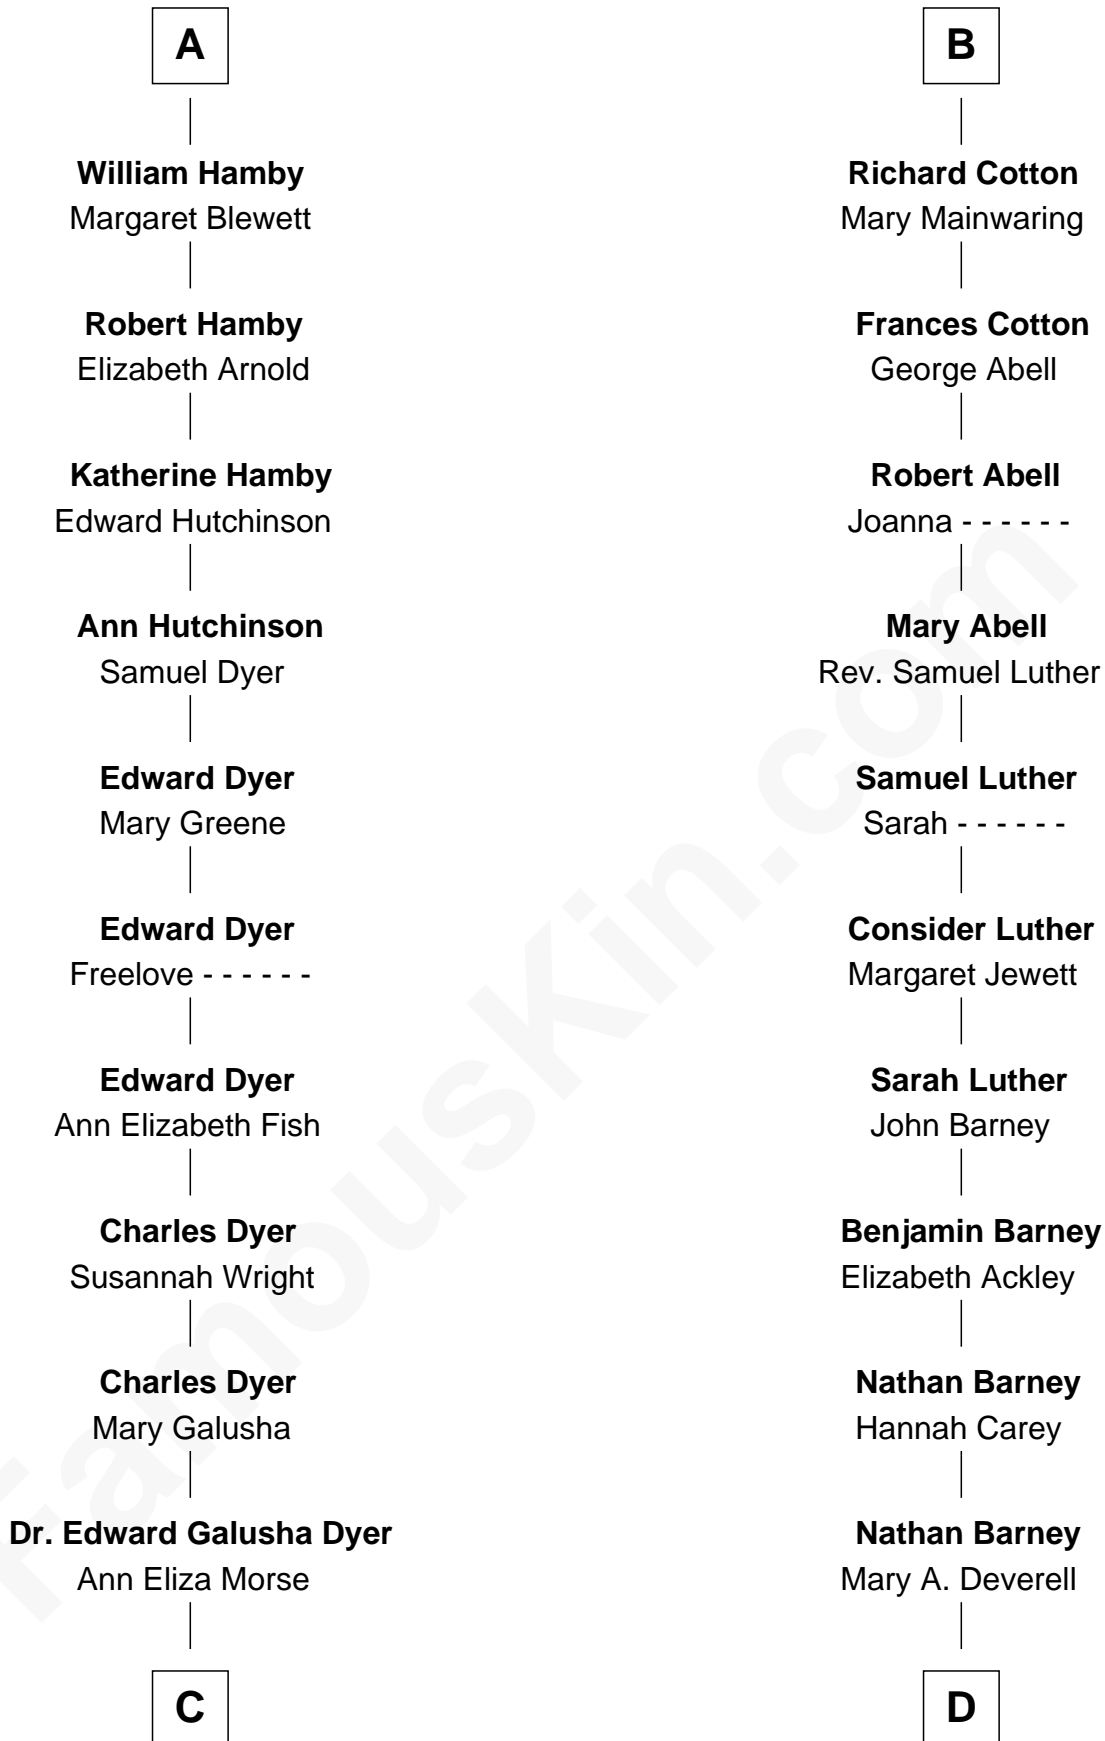 A
William Hamby
Margaret Blewett
Robert Hamby
Elizabeth Arnold
Katherine Hamby
Edward Hutchinson
Ann Hutchinson
Samuel Dyer
Edward Dyer
Mary Greene
Edward Dyer
Freelove - - - - - -
Edward Dyer
Ann Elizabeth Fish
Charles Dyer
Susannah Wright
Charles Dyer
Mary Galusha
Dr. Edward Galusha Dyer
Ann Eliza Morse
C
B
Richard Cotton
Mary Mainwaring
Frances Cotton
George Abell
Robert Abell
Joanna - - - - - -
Mary Abell
Rev. Samuel Luther
Samuel Luther
Sarah - - - - - -
Consider Luther
Margaret Jewett
Sarah Luther
John Barney
Benjamin Barney
Elizabeth Ackley
Nathan Barney
Hannah Carey
Nathan Barney
Mary A. Deverell
D
FamousKin.com